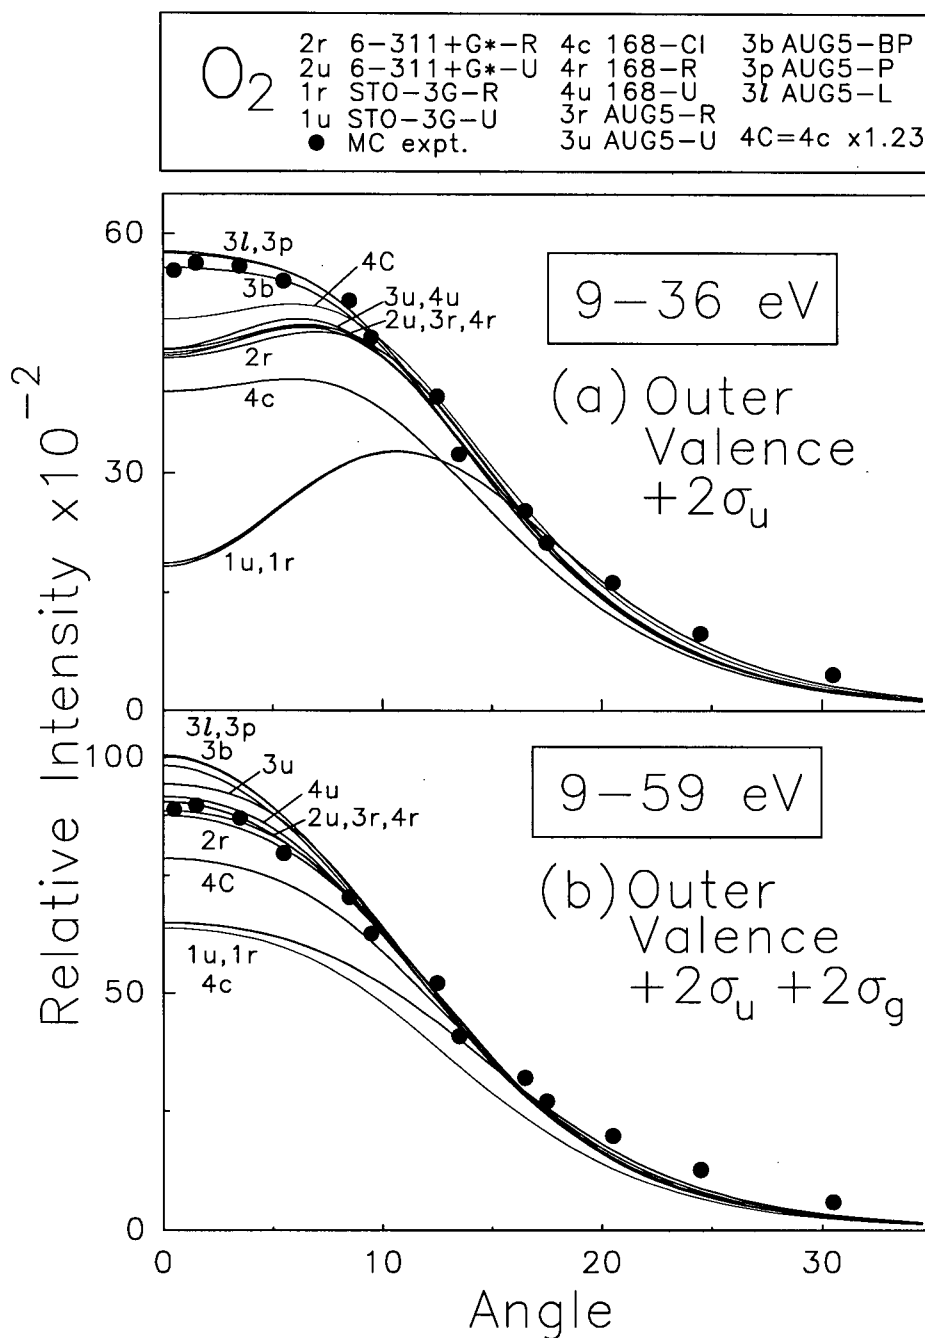 O2
2r 6-311+G*-R 4c 168-CI 3b AUG5-BP
2u 6-311+G*-U 4r 168-R 3p AUG5-P
1r STO-3G-R 4u 168-U 3l AUG5-L
1u STO-3G-U 3r AUG5-R
● MC expt. 3u AUG5-U 4C=4c x1.23
Relative Intensity x10⁻²
60
30
0
3l,3p
3b
4C
3u,4u
2u,3r,4r
2r
4c
1u,1r
9-36 eV
(a) Outer
Valence
+2σu
100
50
0
3l,3p
3b
3u
4u
2u,3r,4r
2r
4C
1u,1r
4c
9-59 eV
(b) Outer
Valence
+2σu +2σg
0 10 20 30
Angle